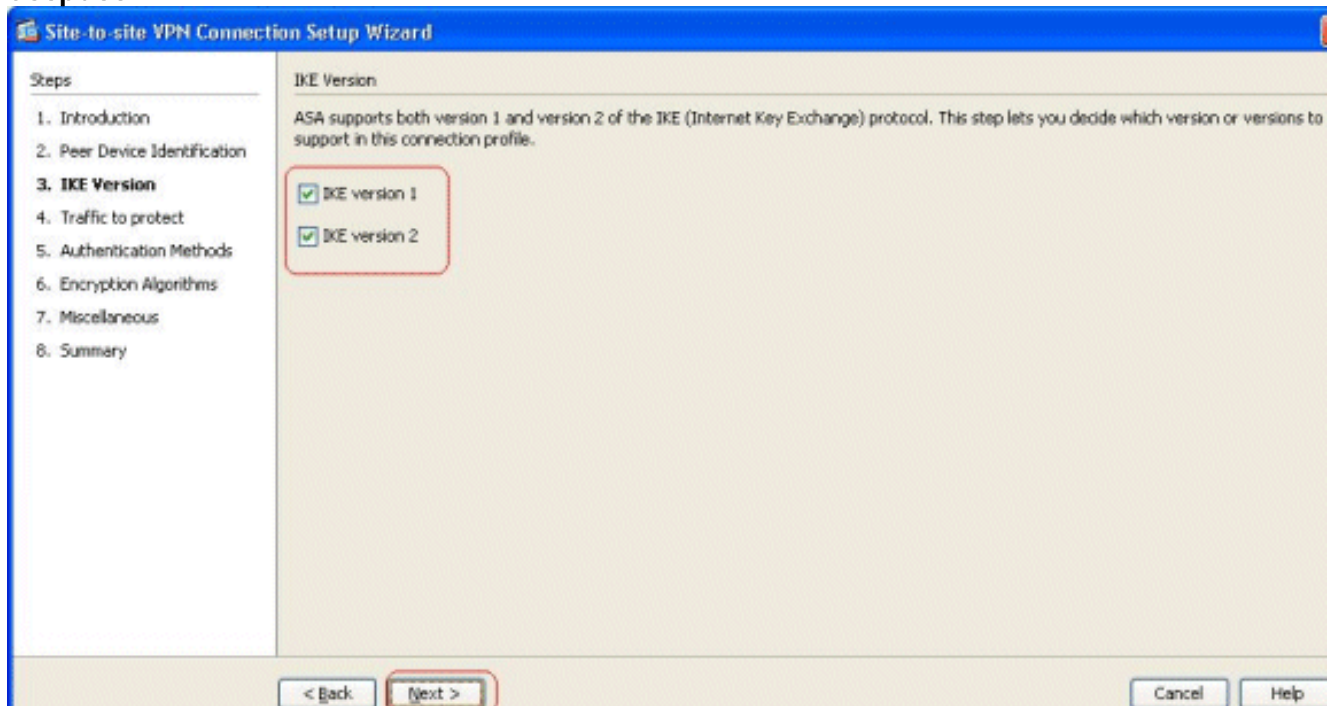 Site-to-site VPN Connection Setup Wizard
Steps
1. Introduction
2. Peer Device Identification
3. IKE Version
4. Traffic to protect
5. Authentication Methods
6. Encryption Algorithms
7. Miscellaneous
8. Summary
IKE Version
ASA supports both version 1 and version 2 of the IKE (Internet Key Exchange) protocol. This step lets you decide which version or versions to
support in this connection profile.
IKE version 1
IKE version 2
< Back
Next >
Cancel
Help